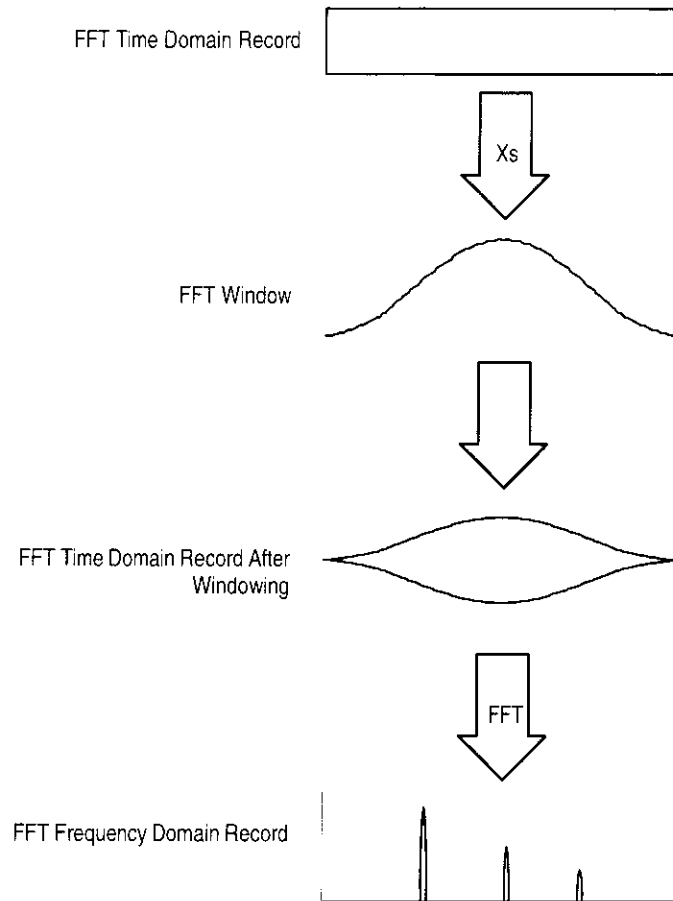 FFT Time Domain Record
Xs
FFT Window
FFT Time Domain Record After
Windowing
FFT
FFT Frequency Domain Record